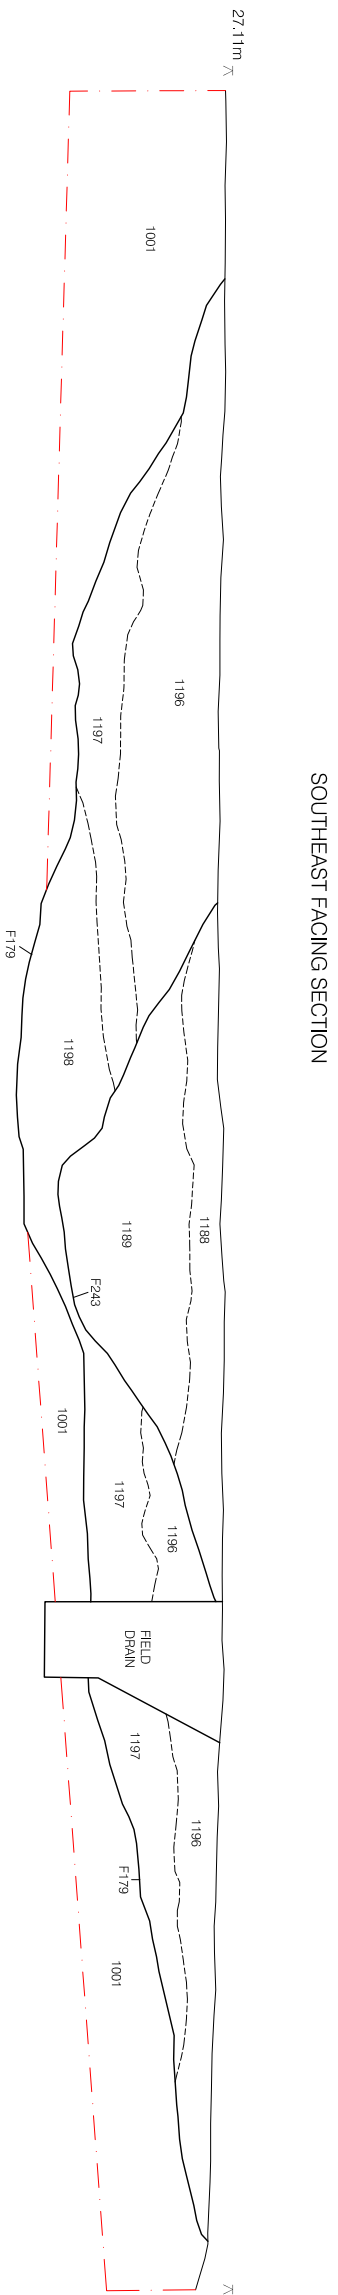 SOUTHEAST FACING SECTION
27.11m
1001
1196
1197
F179
1198
1188
1189
F243
1001
1197
1196
FIELD
DRAIN
1197
1196
F179
1001